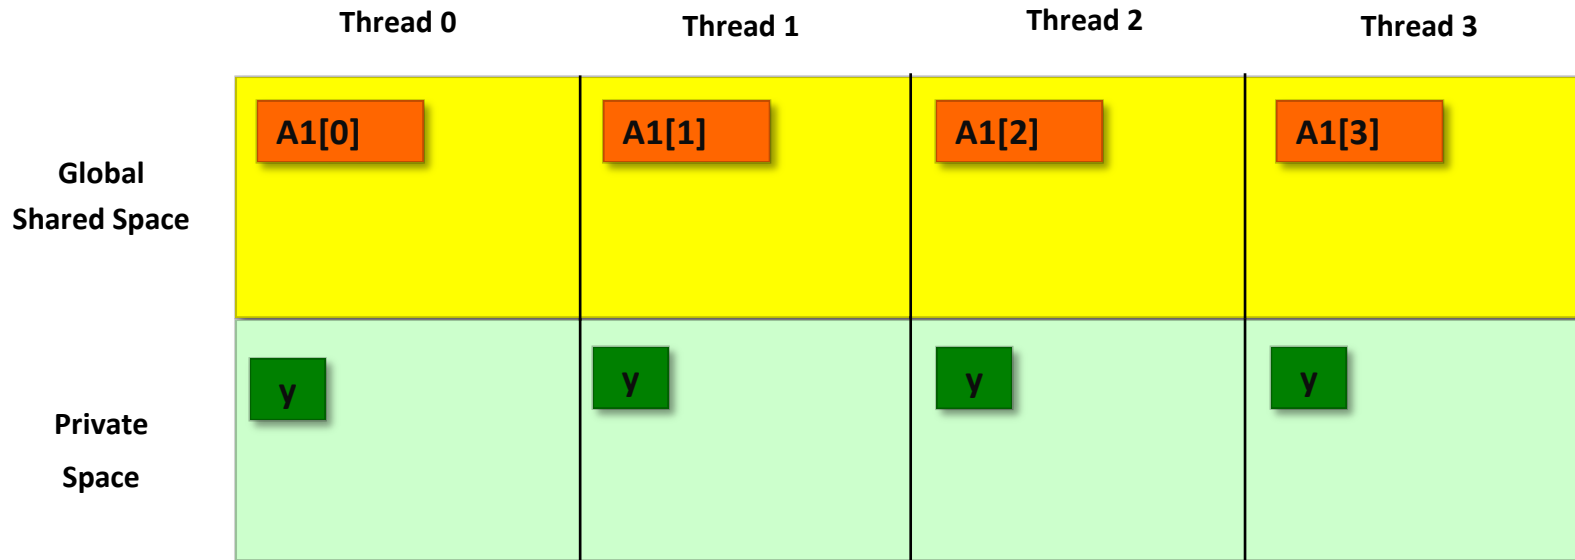 Thread 0
Thread 1
Thread 2
Thread 3
Global
Shared Space
A1[0]
A1[1]
A1[2]
A1[3]
Private
Space
y
y
y
y